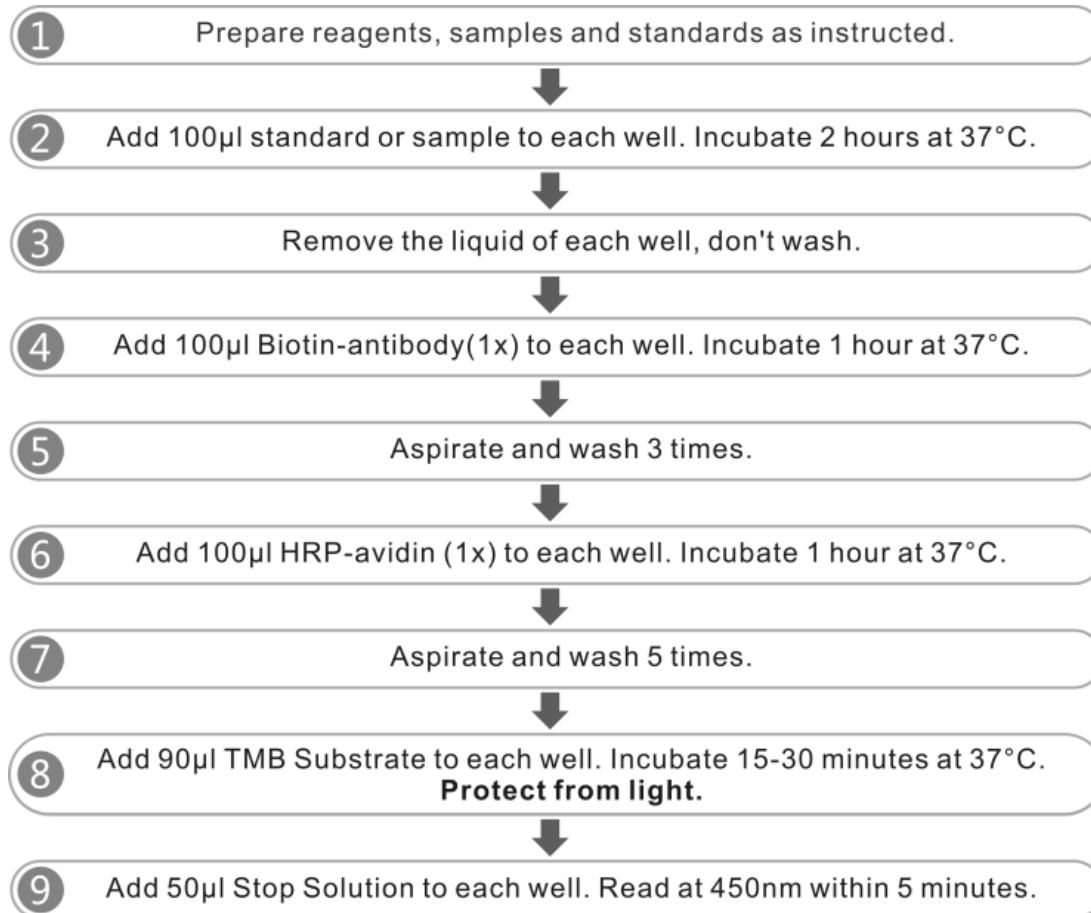 1 Prepare reagents, samples and standards as instructed.
2 Add 100µl standard or sample to each well. Incubate 2 hours at 37°C.
3 Remove the liquid of each well, don't wash.
4 Add 100µl Biotin-antibody(1x) to each well. Incubate 1 hour at 37°C.
5 Aspirate and wash 3 times.
6 Add 100µl HRP-avidin (1x) to each well. Incubate 1 hour at 37°C.
7 Aspirate and wash 5 times.
8 Add 90µl TMB Substrate to each well. Incubate 15-30 minutes at 37°C.
Protect from light.
9 Add 50µl Stop Solution to each well. Read at 450nm within 5 minutes.